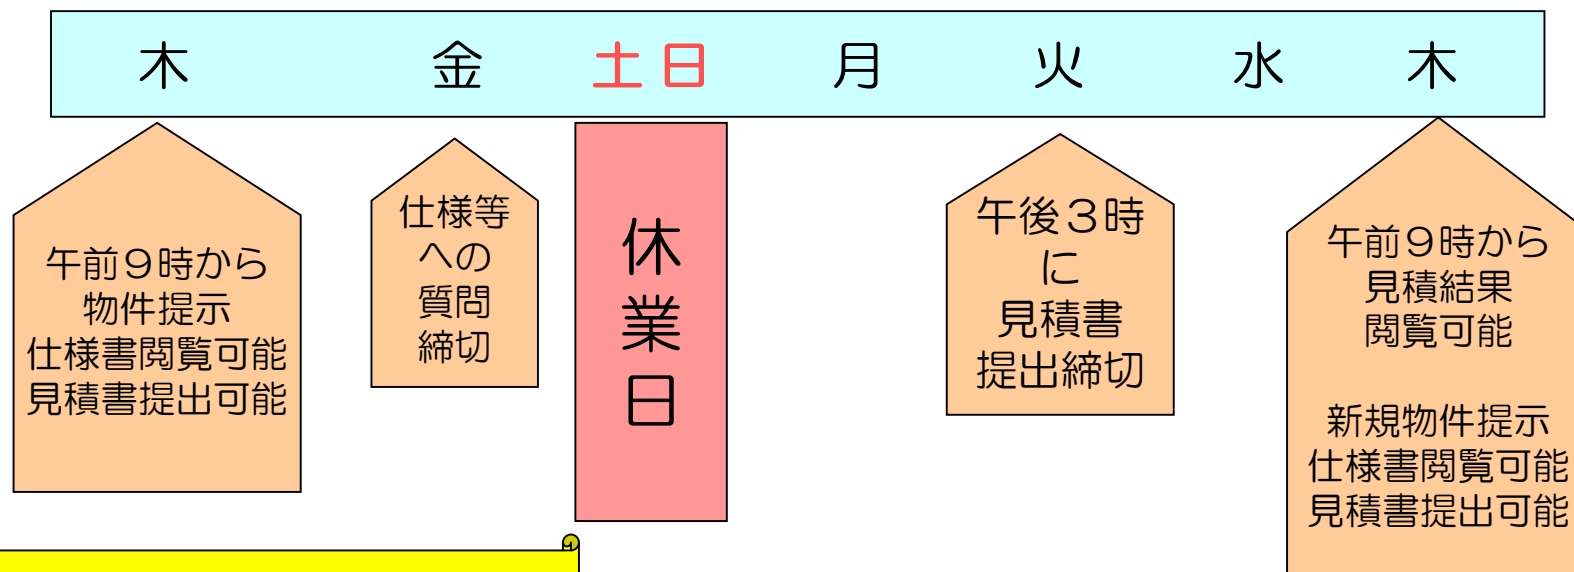 木 金 土 日 月 火 水 木
午前９時から
物件提示
仕様書閲覧可能
見積書提出可能
仕様等
への
質問
締切
休
業
日
午後３時
に
見積書
提出締切
午前９時から
見積結果
閲覧可能
新規物件提示
仕様書閲覧可能
見積書提出可能